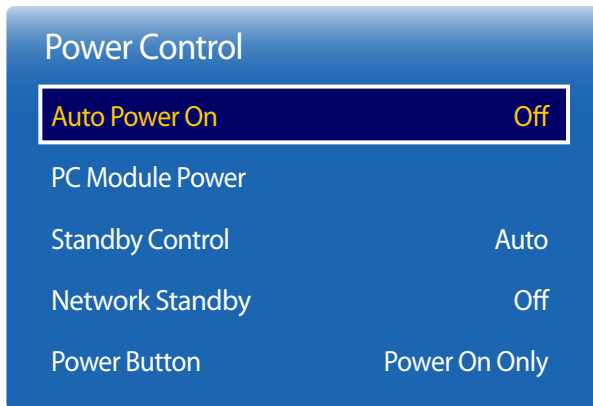 Power Control
Auto Power On Off
PC Module Power
Standby Control Auto
Network Standby Off
Power Button Power On Only